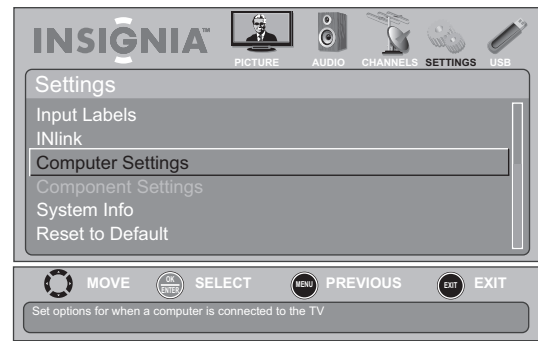 INSIGNIA™
PICTURE AUDIO CHANNELS SETTINGS USB
Settings
Input Labels
INlink
Computer Settings
Component Settings
System Info
Reset to Default
MOVE OK ENTER SELECT MENU PREVIOUS EXIT EXIT
Set options for when a computer is connected to the TV